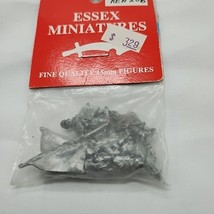 ESSEX
MINIATURES
$
329
FINE QUALITY 15mm FIGURES